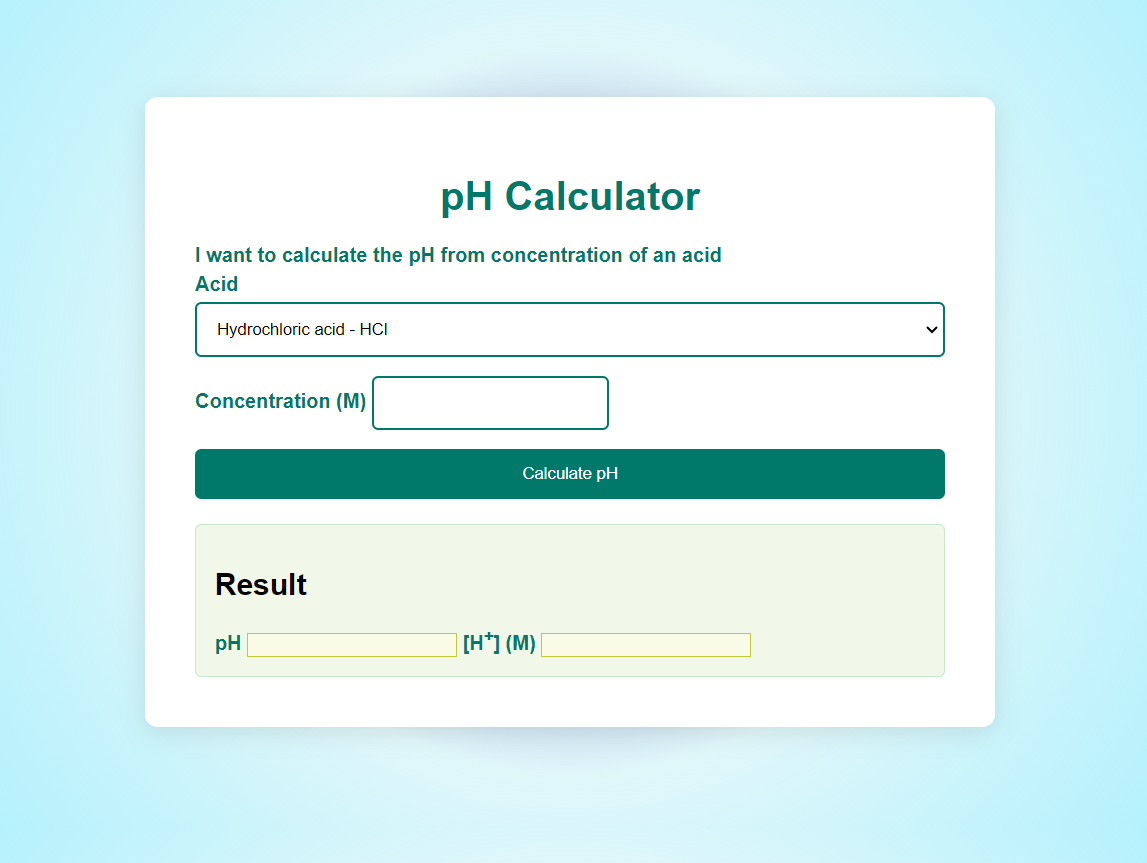 pH Calculator
I want to calculate the pH from concentration of an acid
Acid
Hydrochloric acid - HCl
Concentration (M)
Calculate pH
Result
pH [H⁺] (M)